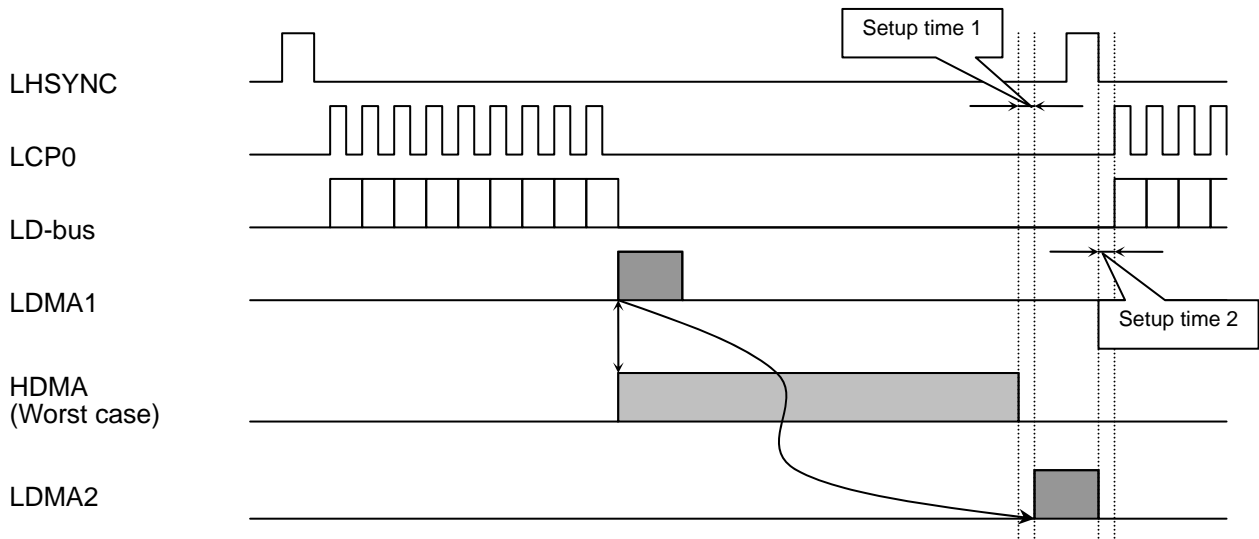 Setup time 1
LHSYNC
LCP0
LD-bus
LDMA1
Setup time 2
HDMA
(Worst case)
LDMA2